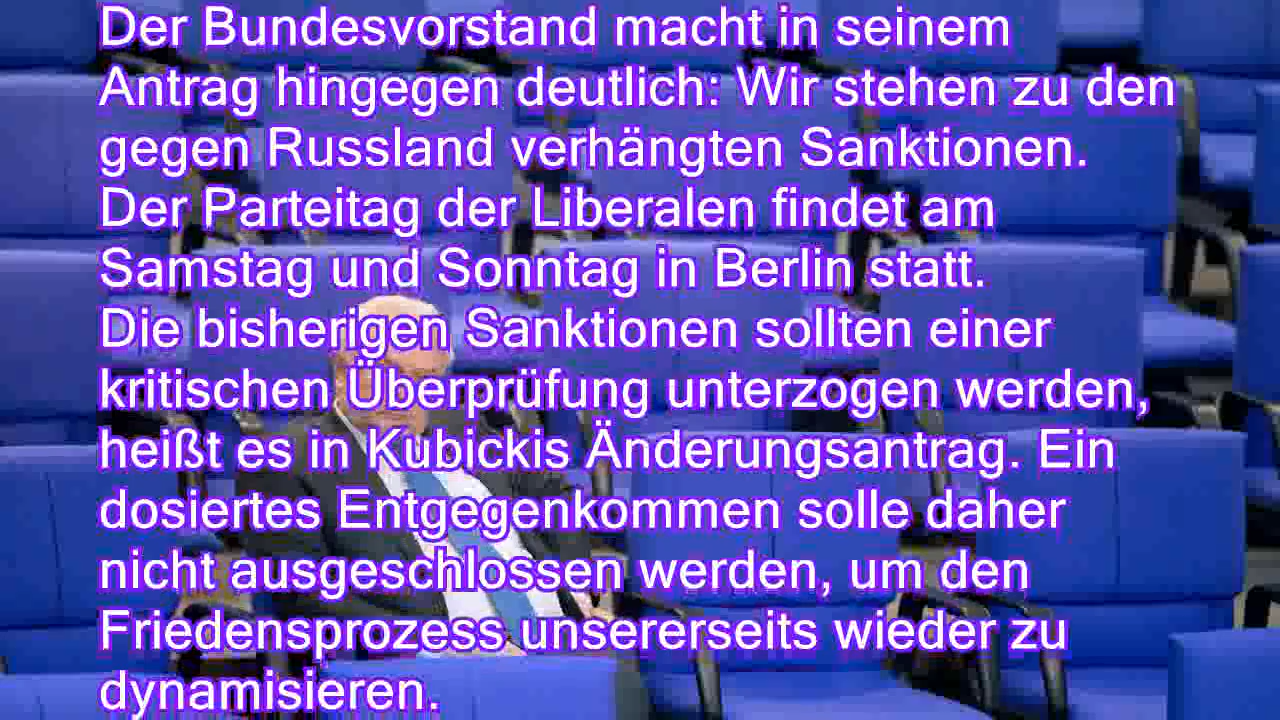 Der Bundesvorstand macht in seinem
Antrag hingegen deutlich: Wir stehen zu den
gegen Russland verhängten Sanktionen.
Der Parteitag der Liberalen findet am
Samstag und Sonntag in Berlin statt.
Die bisherigen Sanktionen sollten einer
kritischen Überprüfung unterzogen werden,
heißt es in Kubickis Änderungsantrag. Ein
dosiertes Entgegenkommen solle daher
nicht ausgeschlossen werden, um den
Friedensprozess unsererseits wieder zu
dynamisieren.